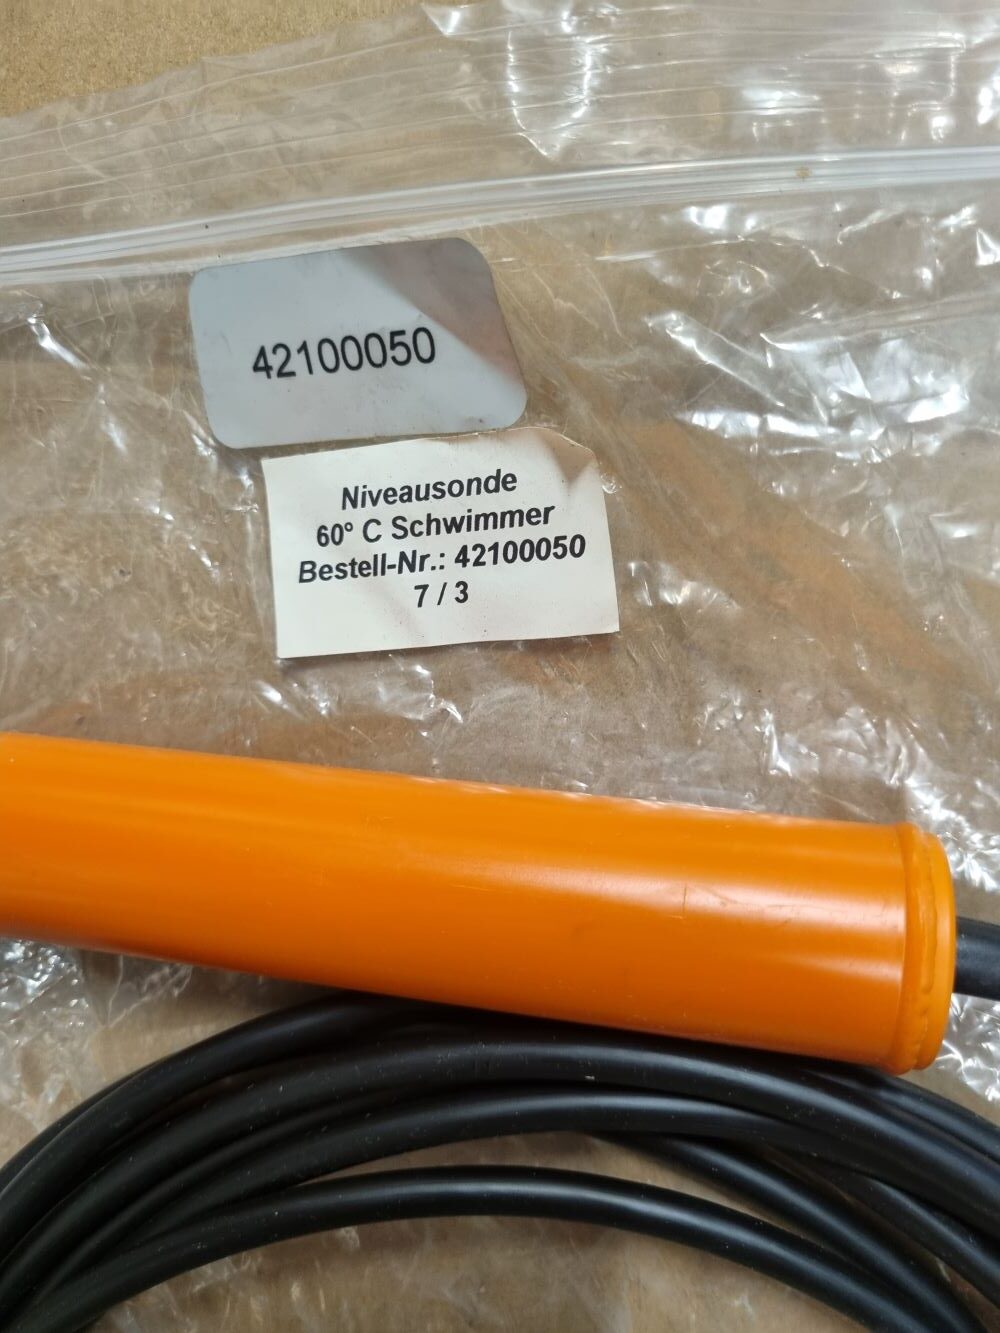 42100050
Niveausonde
60° C Schwimmer
Bestell-Nr.: 42100050
7 / 3